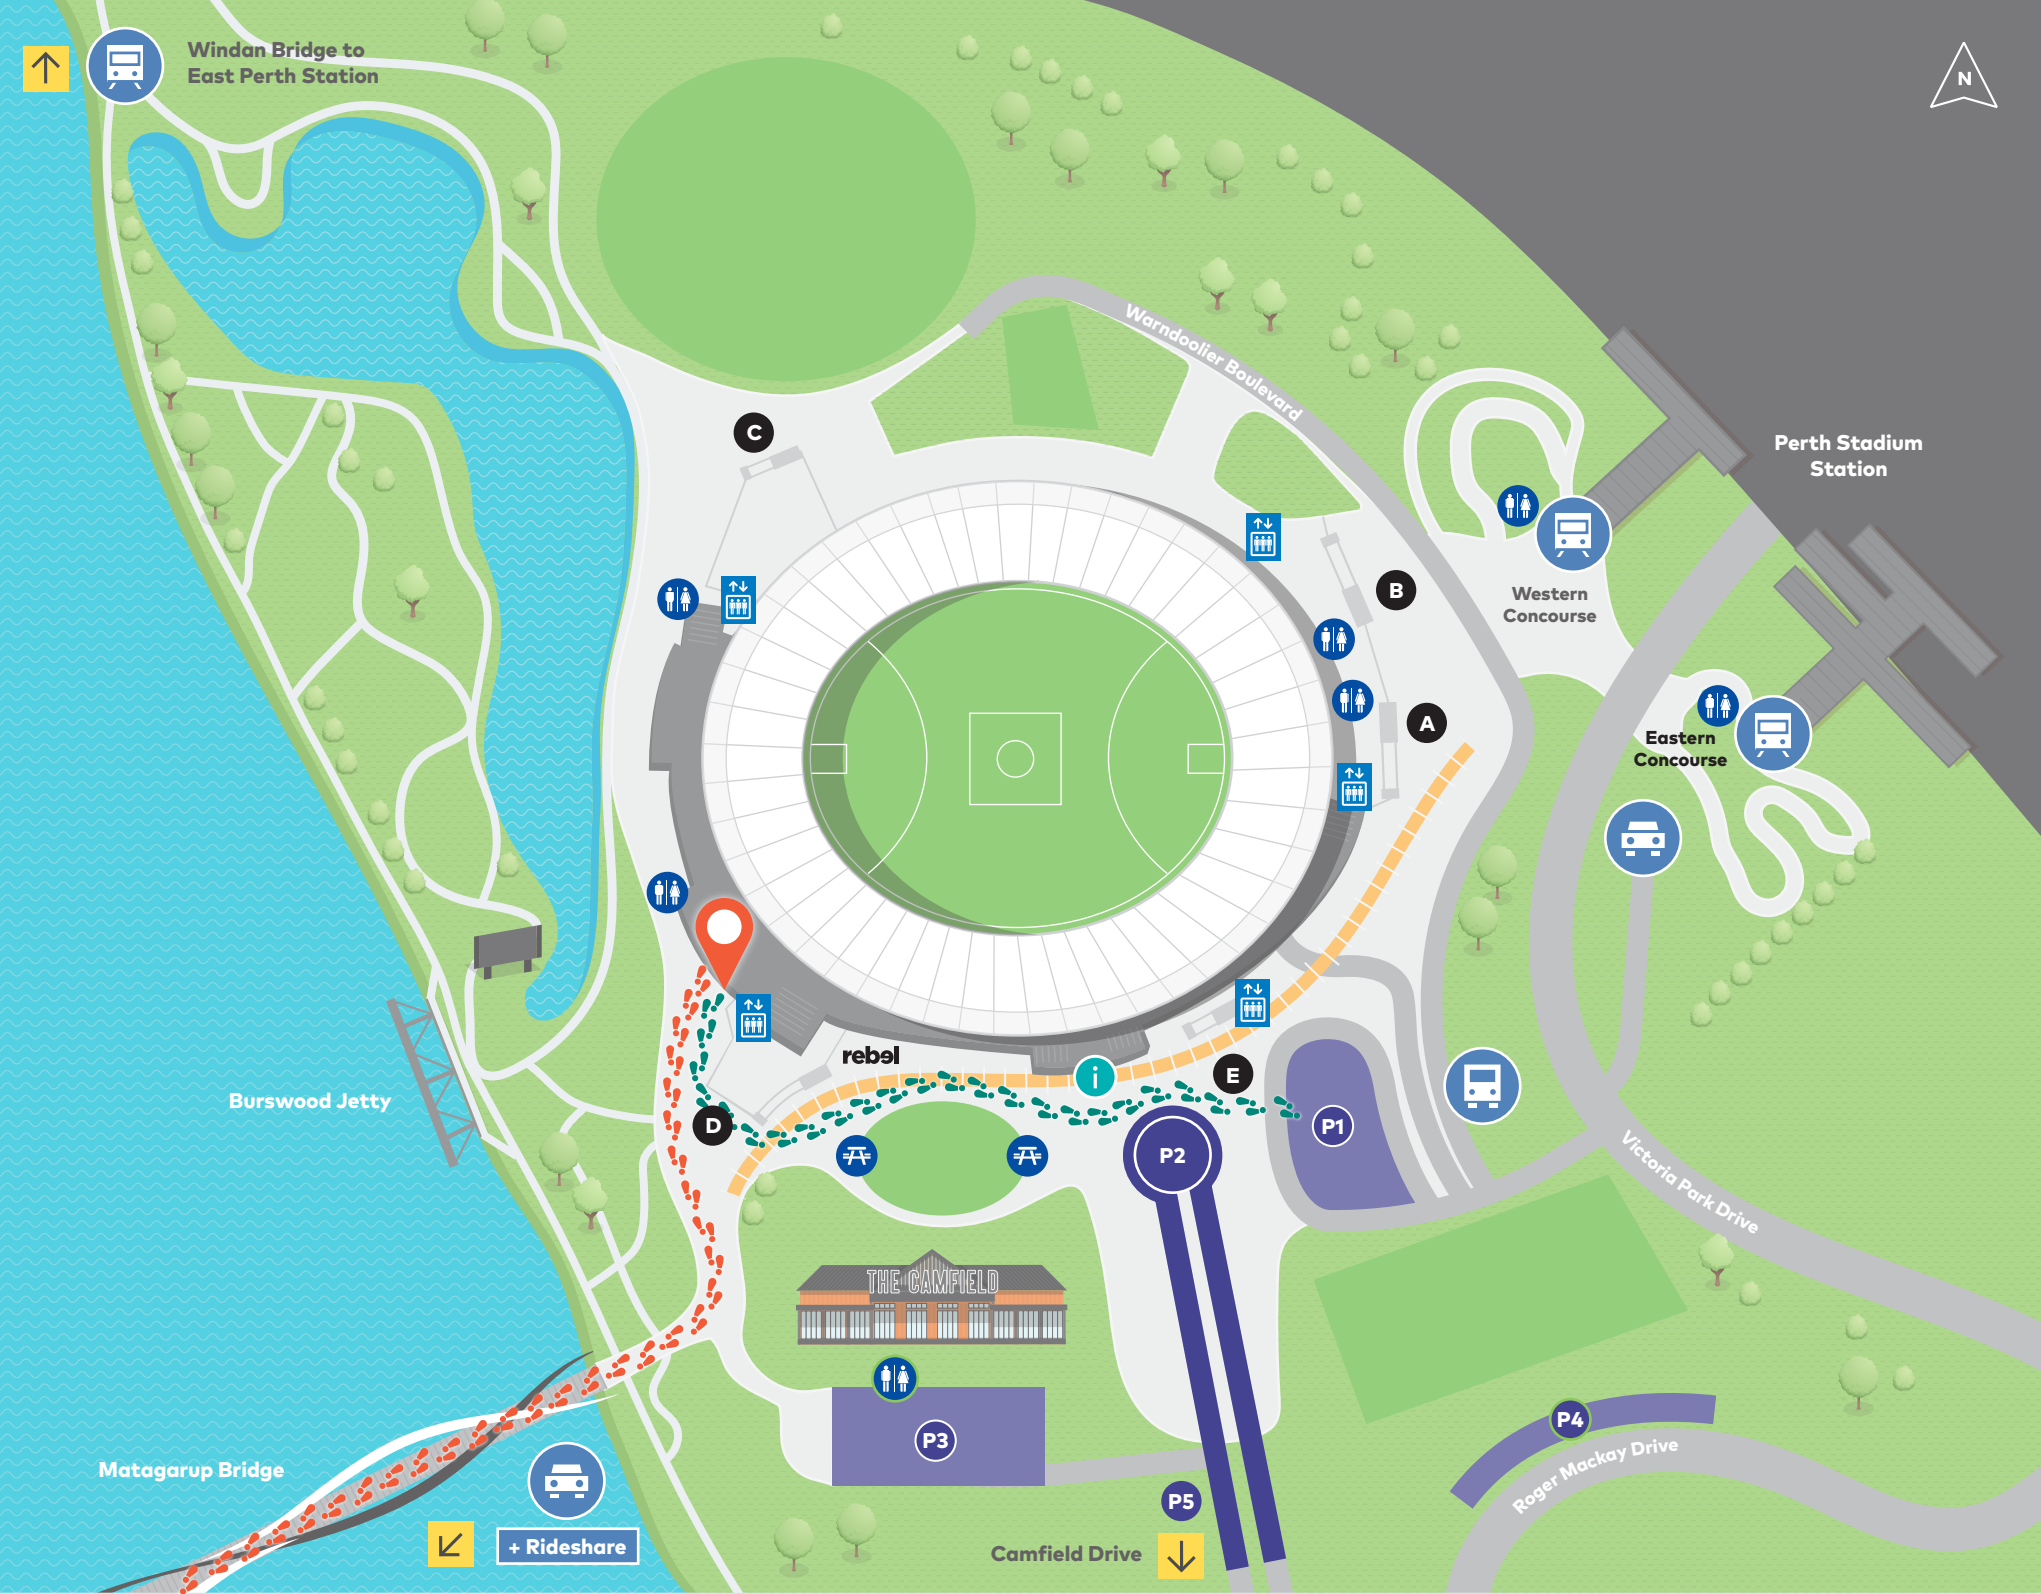 Windan Bridge to
East Perth Station
N
Warndoolier Boulevard
Perth Stadium
Station
C
B
Western
Concourse
A
Eastern
Concourse
rebel
i
E
Burswood Jetty
D
P1
P2
Victoria Park Drive
THE CAMFIELD
P3
P4
Roger Mackay Drive
Matagarup Bridge
P5
+ Rideshare
Camfield Drive